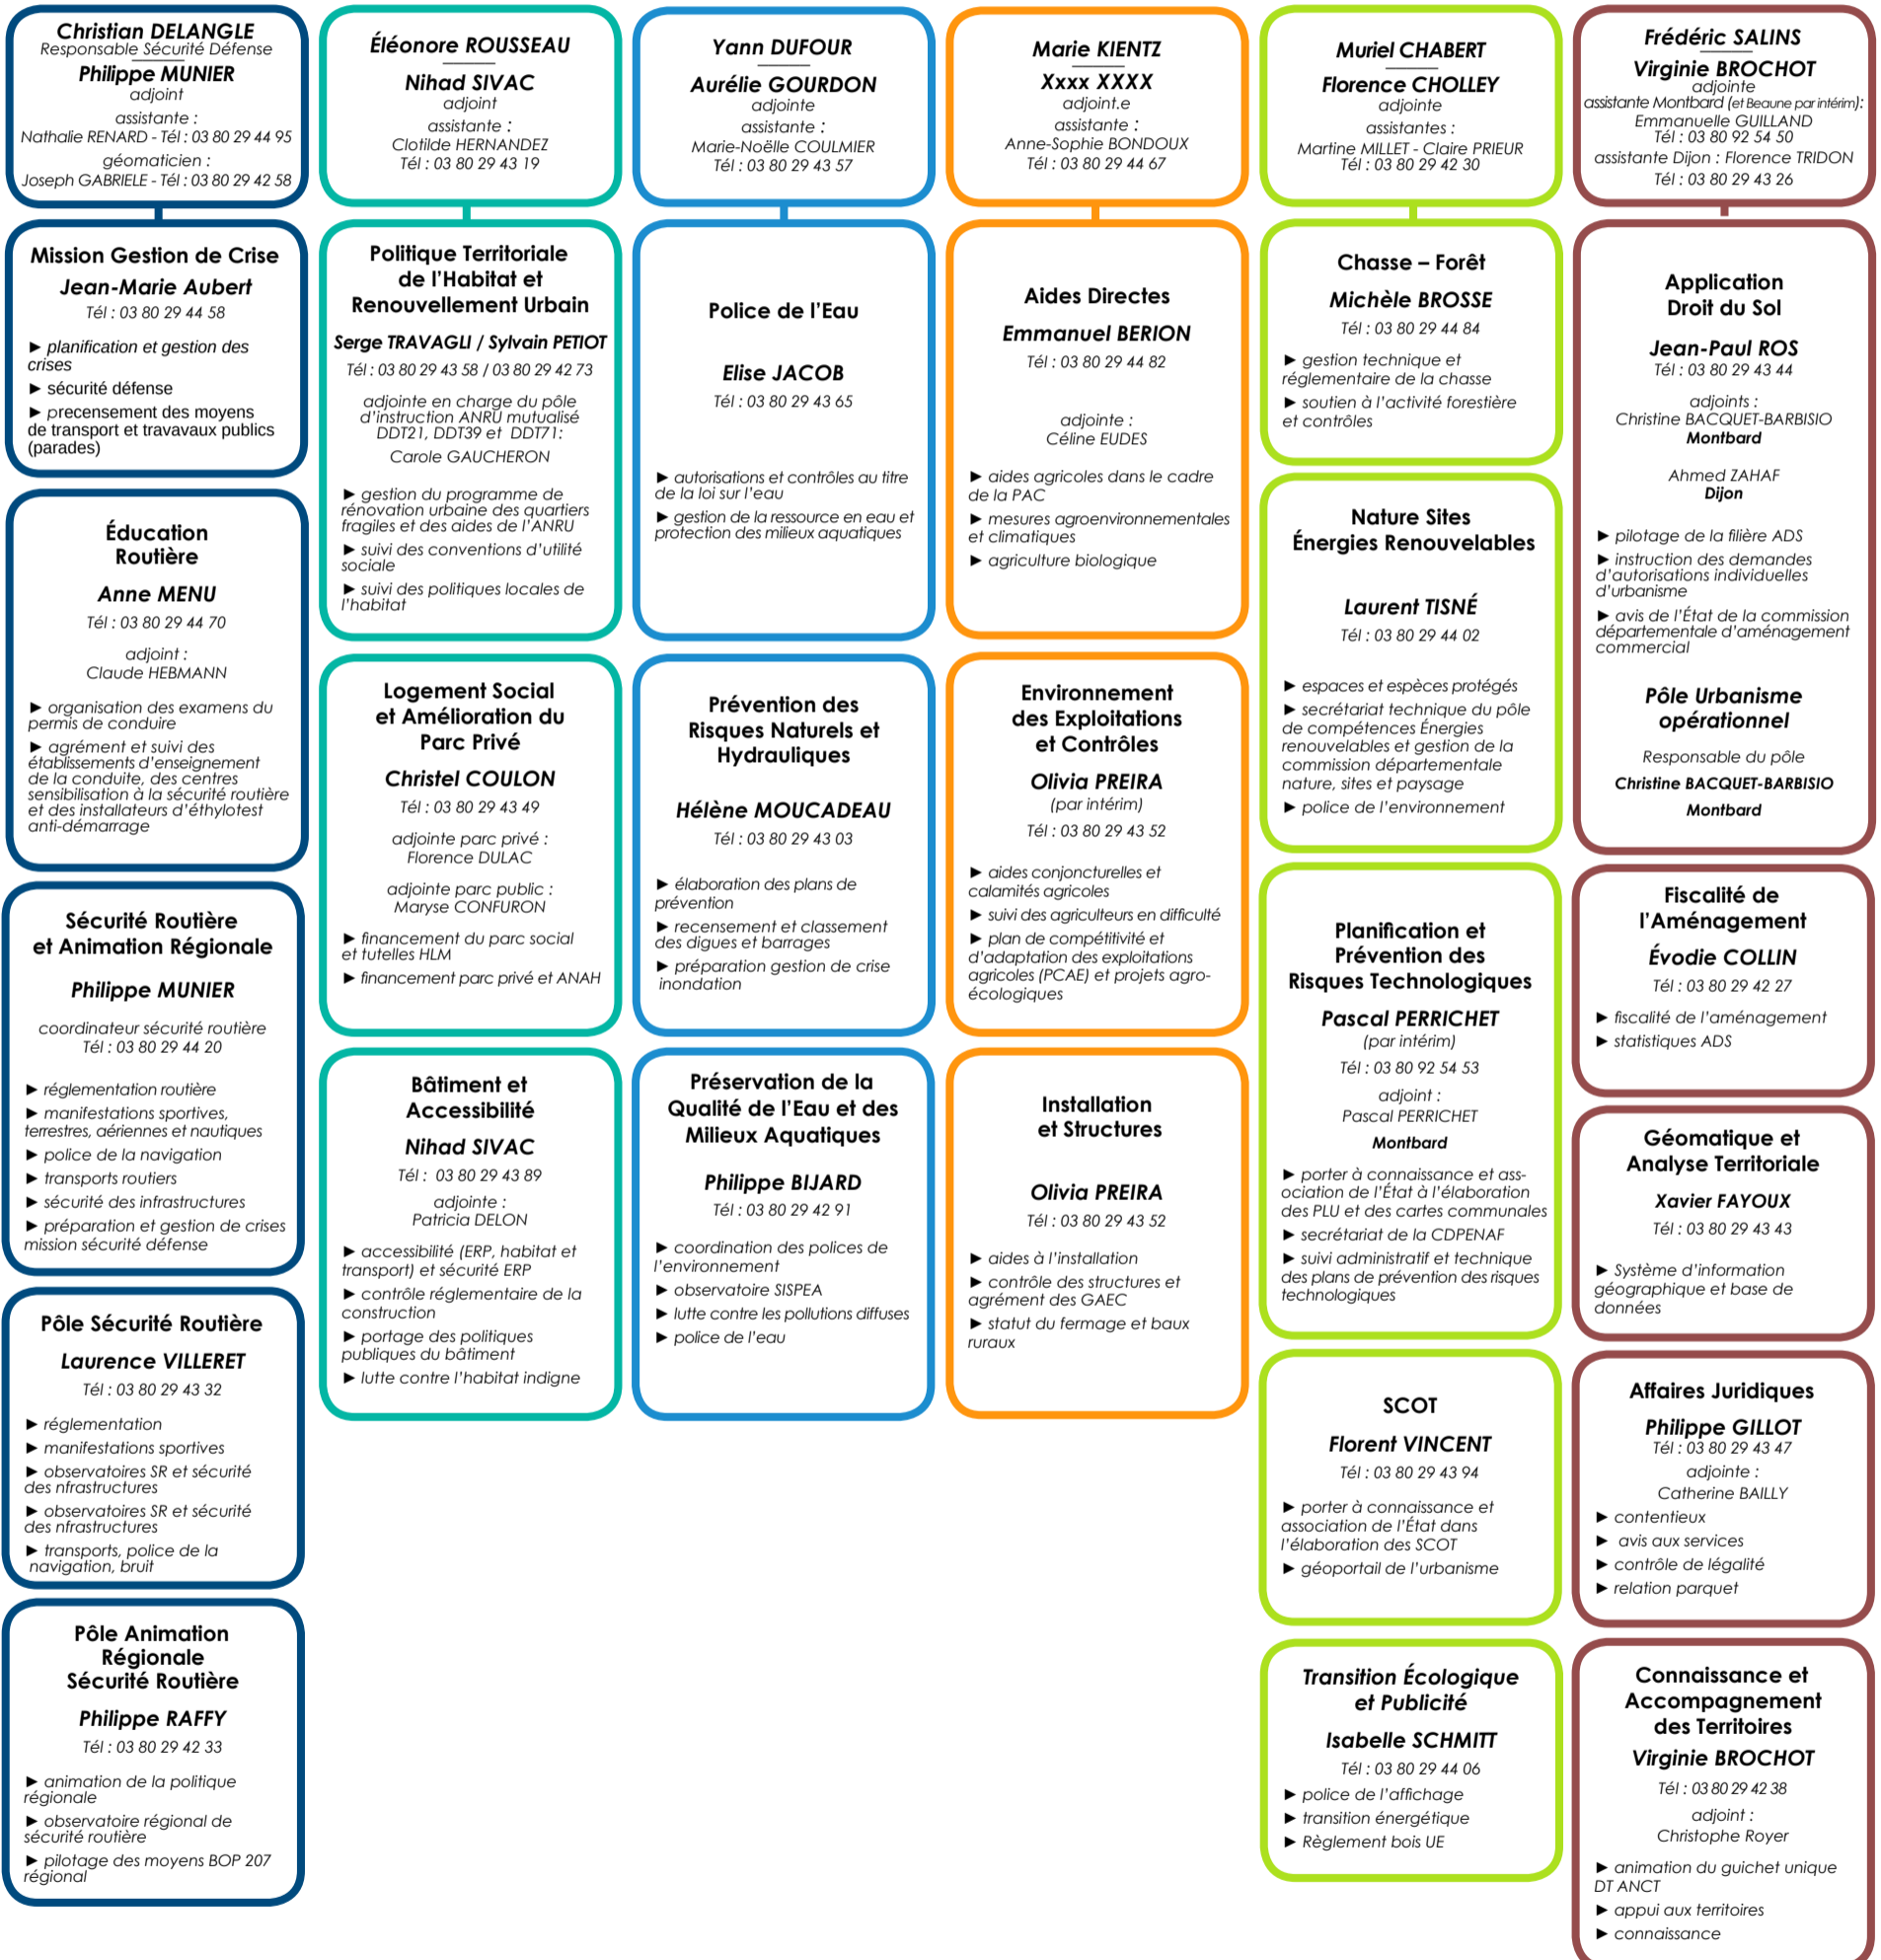 Christian DELANGLE
Responsable Sécurité Défense
Philippe MUNIER
adjoint
assistante :
Nathalie RENARD - Tél : 03 80 29 44 95
géomaticien :
Joseph GABRIELE - Tél : 03 80 29 42 58
Mission Gestion de Crise
Jean-Marie Aubert
Tél : 03 80 29 44 58
► planification et gestion des
crises
► sécurité défense
► precensement des moyens
de transport et travavaux publics
(parades)
Éducation
Routière
Anne MENU
Tél : 03 80 29 44 70
adjoint :
Claude HEBMANN
► organisation des examens du
permis de conduire
► agrément et suivi des
établissements d’enseignement
de la conduite, des centres
sensibilisation à la sécurité routière
et des installateurs d’éthylotest
anti-démarrage
Sécurité Routière
et Animation Régionale
Philippe MUNIER
coordinateur sécurité routière
Tél : 03 80 29 44 20
► réglementation routière
► manifestations sportives,
terrestres, aériennes et nautiques
► police de la navigation
► transports routiers
► sécurité des infrastructures
► préparation et gestion de crises
mission sécurité défense
Pôle Sécurité Routière
Laurence VILLERET
Tél : 03 80 29 43 32
► réglementation
► manifestations sportives
► observatoires SR et sécurité
des nfrastructures
► observatoires SR et sécurité
des nfrastructures
► transports, police de la
navigation, bruit
Pôle Animation
Régionale
Sécurité Routière
Philippe RAFFY
Tél : 03 80 29 42 33
► animation de la politique
régionale
► observatoire régional de
sécurité routière
► pilotage des moyens BOP 207
régional
Éléonore ROUSSEAU
Nihad SIVAC
adjoint
assistante :
Clotilde HERNANDEZ
Tél : 03 80 29 43 19
Politique Territoriale
de l’Habitat et
Renouvellement Urbain
Serge TRAVAGLI / Sylvain PETIOT
Tél : 03 80 29 43 58 / 03 80 29 42 73
adjointe en charge du pôle
d’instruction ANRU mutualisé
DDT21, DDT39 et DDT71:
Carole GAUCHERON
► gestion du programme de
rénovation urbaine des quartiers
fragiles et des aides de l’ANRU
► suivi des conventions d’utilité
sociale
► suivi des politiques locales de
l’habitat
Logement Social
et Amélioration du
Parc Privé
Christel COULON
Tél : 03 80 29 43 49
adjointe parc privé :
Florence DULAC
adjointe parc public :
Maryse CONFURON
► financement du parc social
et tutelles HLM
► financement parc privé et ANAH
Bâtiment et
Accessibilité
Nihad SIVAC
Tél : 03 80 29 43 89
adjointe :
Patricia DELON
► accessibilité (ERP, habitat et
transport) et sécurité ERP
► contrôle réglementaire de la
construction
► portage des politiques
publiques du bâtiment
► lutte contre l’habitat indigne
Yann DUFOUR
Aurélie GOURDON
adjointe
assistante :
Marie-Noëlle COULMIER
Tél : 03 80 29 43 57
Police de l’Eau
Elise JACOB
Tél : 03 80 29 43 65
► autorisations et contrôles au titre
de la loi sur l’eau
► gestion de la ressource en eau et
protection des milieux aquatiques
Prévention des
Risques Naturels et
Hydrauliques
Hélène MOUCADEAU
Tél : 03 80 29 43 03
► élaboration des plans de
prévention
► recensement et classement
des digues et barrages
► préparation gestion de crise
inondation
Préservation de la
Qualité de l’Eau et des
Milieux Aquatiques
Philippe BIJARD
Tél : 03 80 29 42 91
► coordination des polices de
l’environnement
► observatoire SISPEA
► lutte contre les pollutions diffuses
► police de l’eau
Marie KIENTZ
Xxxx XXXX
adjoint.e
assistante :
Anne-Sophie BONDOUX
Tél : 03 80 29 44 67
Aides Directes
Emmanuel BERION
Tél : 03 80 29 44 82
adjointe :
Céline EUDES
► aides agricoles dans le cadre
de la PAC
► mesures agroenvironnementales
et climatiques
► agriculture biologique
Environnement
des Exploitations
et Contrôles
Olivia PREIRA
(par intérim)
Tél : 03 80 29 43 52
► aides conjoncturelles et
calamités agricoles
► suivi des agriculteurs en difficulté
► plan de compétitivité et
d’adaptation des exploitations
agricoles (PCAE) et projets agro-
écologiques
Installation
et Structures
Olivia PREIRA
Tél : 03 80 29 43 52
► aides à l’installation
► contrôle des structures et
agrément des GAEC
► statut du fermage et baux
ruraux
Muriel CHABERT
Florence CHOLLEY
adjointe
assistantes :
Martine MILLET - Claire PRIEUR
Tél : 03 80 29 42 30
Chasse – Forêt
Michèle BROSSE
Tél : 03 80 29 44 84
► gestion technique et
réglementaire de la chasse
► soutien à l’activité forestière
et contrôles
Nature Sites
Énergies Renouvelables
Laurent TISNÉ
Tél : 03 80 29 44 02
► espaces et espèces protégés
► secrétariat technique du pôle
de compétences Énergies
renouvelables et gestion de la
commission départementale
nature, sites et paysage
► police de l’environnement
Planification et
Prévention des
Risques Technologiques
Pascal PERRICHET
(par intérim)
Tél : 03 80 92 54 53
adjoint :
Pascal PERRICHET
Montbard
► porter à connaissance et ass-
ociation de l’État à l’élaboration
des PLU et des cartes communales
► secrétariat de la CDPENAF
► suivi administratif et technique
des plans de prévention des risques
technologiques
SCOT
Florent VINCENT
Tél : 03 80 29 43 94
► porter à connaissance et
association de l’État dans
l’élaboration des SCOT
► géoportail de l’urbanisme
Transition Écologique
et Publicité
Isabelle SCHMITT
Tél : 03 80 29 44 06
► police de l’affichage
► transition énergétique
► Règlement bois UE
Frédéric SALINS
Virginie BROCHOT
adjointe
assistante Montbard (et Beaune par intérim):
Emmanuelle GUILLAND
Tél : 03 80 92 54 50
assistante Dijon : Florence TRIDON
Tél : 03 80 29 43 26
Application
Droit du Sol
Jean-Paul ROS
Tél : 03 80 29 43 44
adjoints :
Christine BACQUET-BARBISIO
Montbard
Ahmed ZAHAF
Dijon
► pilotage de la filière ADS
► instruction des demandes
d’autorisations individuelles
d’urbanisme
► avis de l’État de la commission
départementale d’aménagement
commercial
Pôle Urbanisme
opérationnel
Responsable du pôle
Christine BACQUET-BARBISIO
Montbard
Fiscalité de
l’Aménagement
Évodie COLLIN
Tél : 03 80 29 42 27
► fiscalité de l’aménagement
► statistiques ADS
Géomatique et
Analyse Territoriale
Xavier FAYOUX
Tél : 03 80 29 43 43
► Système d’information
géographique et base de
données
Affaires Juridiques
Philippe GILLOT
Tél : 03 80 29 43 47
adjointe :
Catherine BAILLY
► contentieux
► avis aux services
► contrôle de légalité
► relation parquet
Connaissance et
Accompagnement
des Territoires
Virginie BROCHOT
Tél : 03 80 29 42 38
adjoint :
Christophe Royer
► animation du guichet unique
DT ANCT
► appui aux territoires
► connaissance